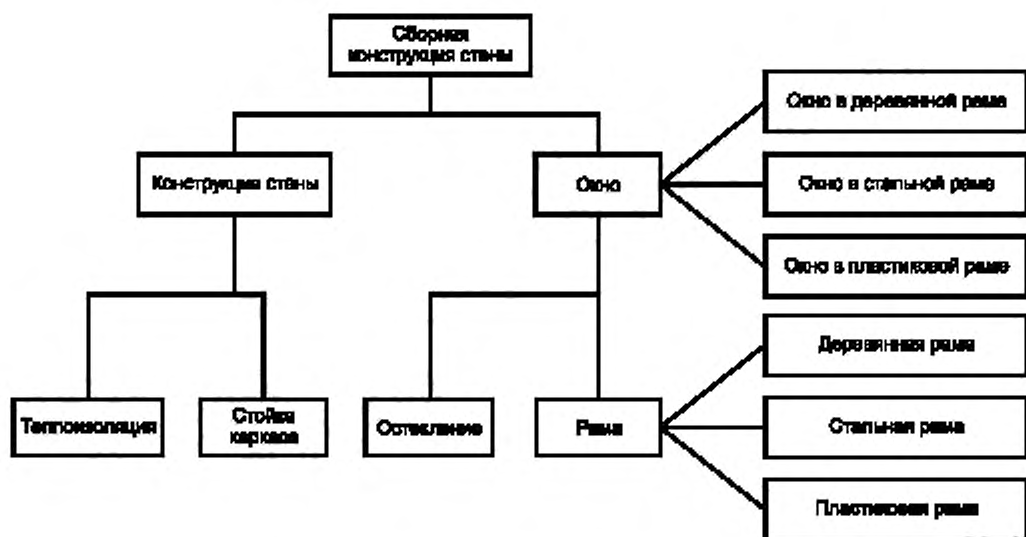 Сборная
конструкция стены
Окно в деревянной раме
Конструкция стены
Окно
Окно в стальной раме
Окно в пластиковой раме
Деревянная рама
Теплоизоляция
Стойка
каркаса
Остекление
Рама
Стальная рама
Пластиковая рама